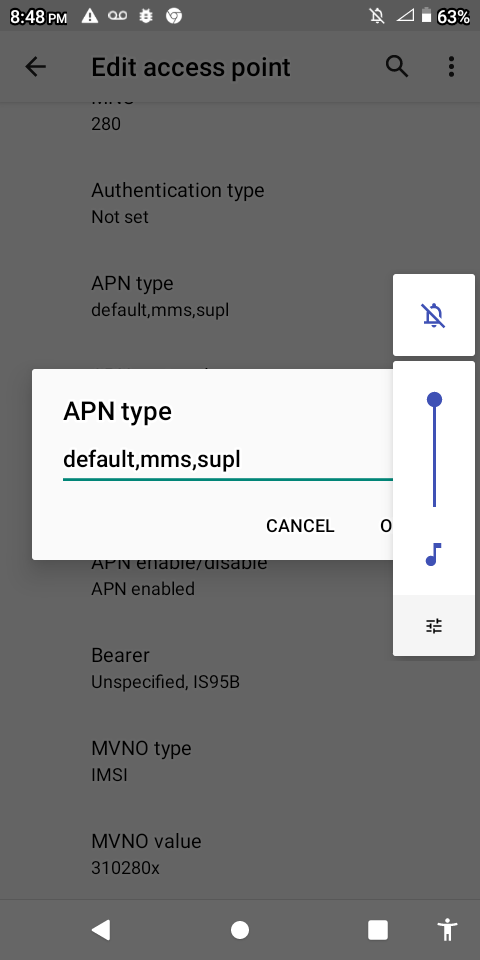 8:48 PM
63%
Edit access point
MNC
280
Authentication type
Not set
APN type
default,mms,supl
APN type
default,mms,supl
CANCEL
APN enable/disable
APN enabled
Bearer
Unspecified, IS95B
MVNO type
IMSI
MVNO value
310280x